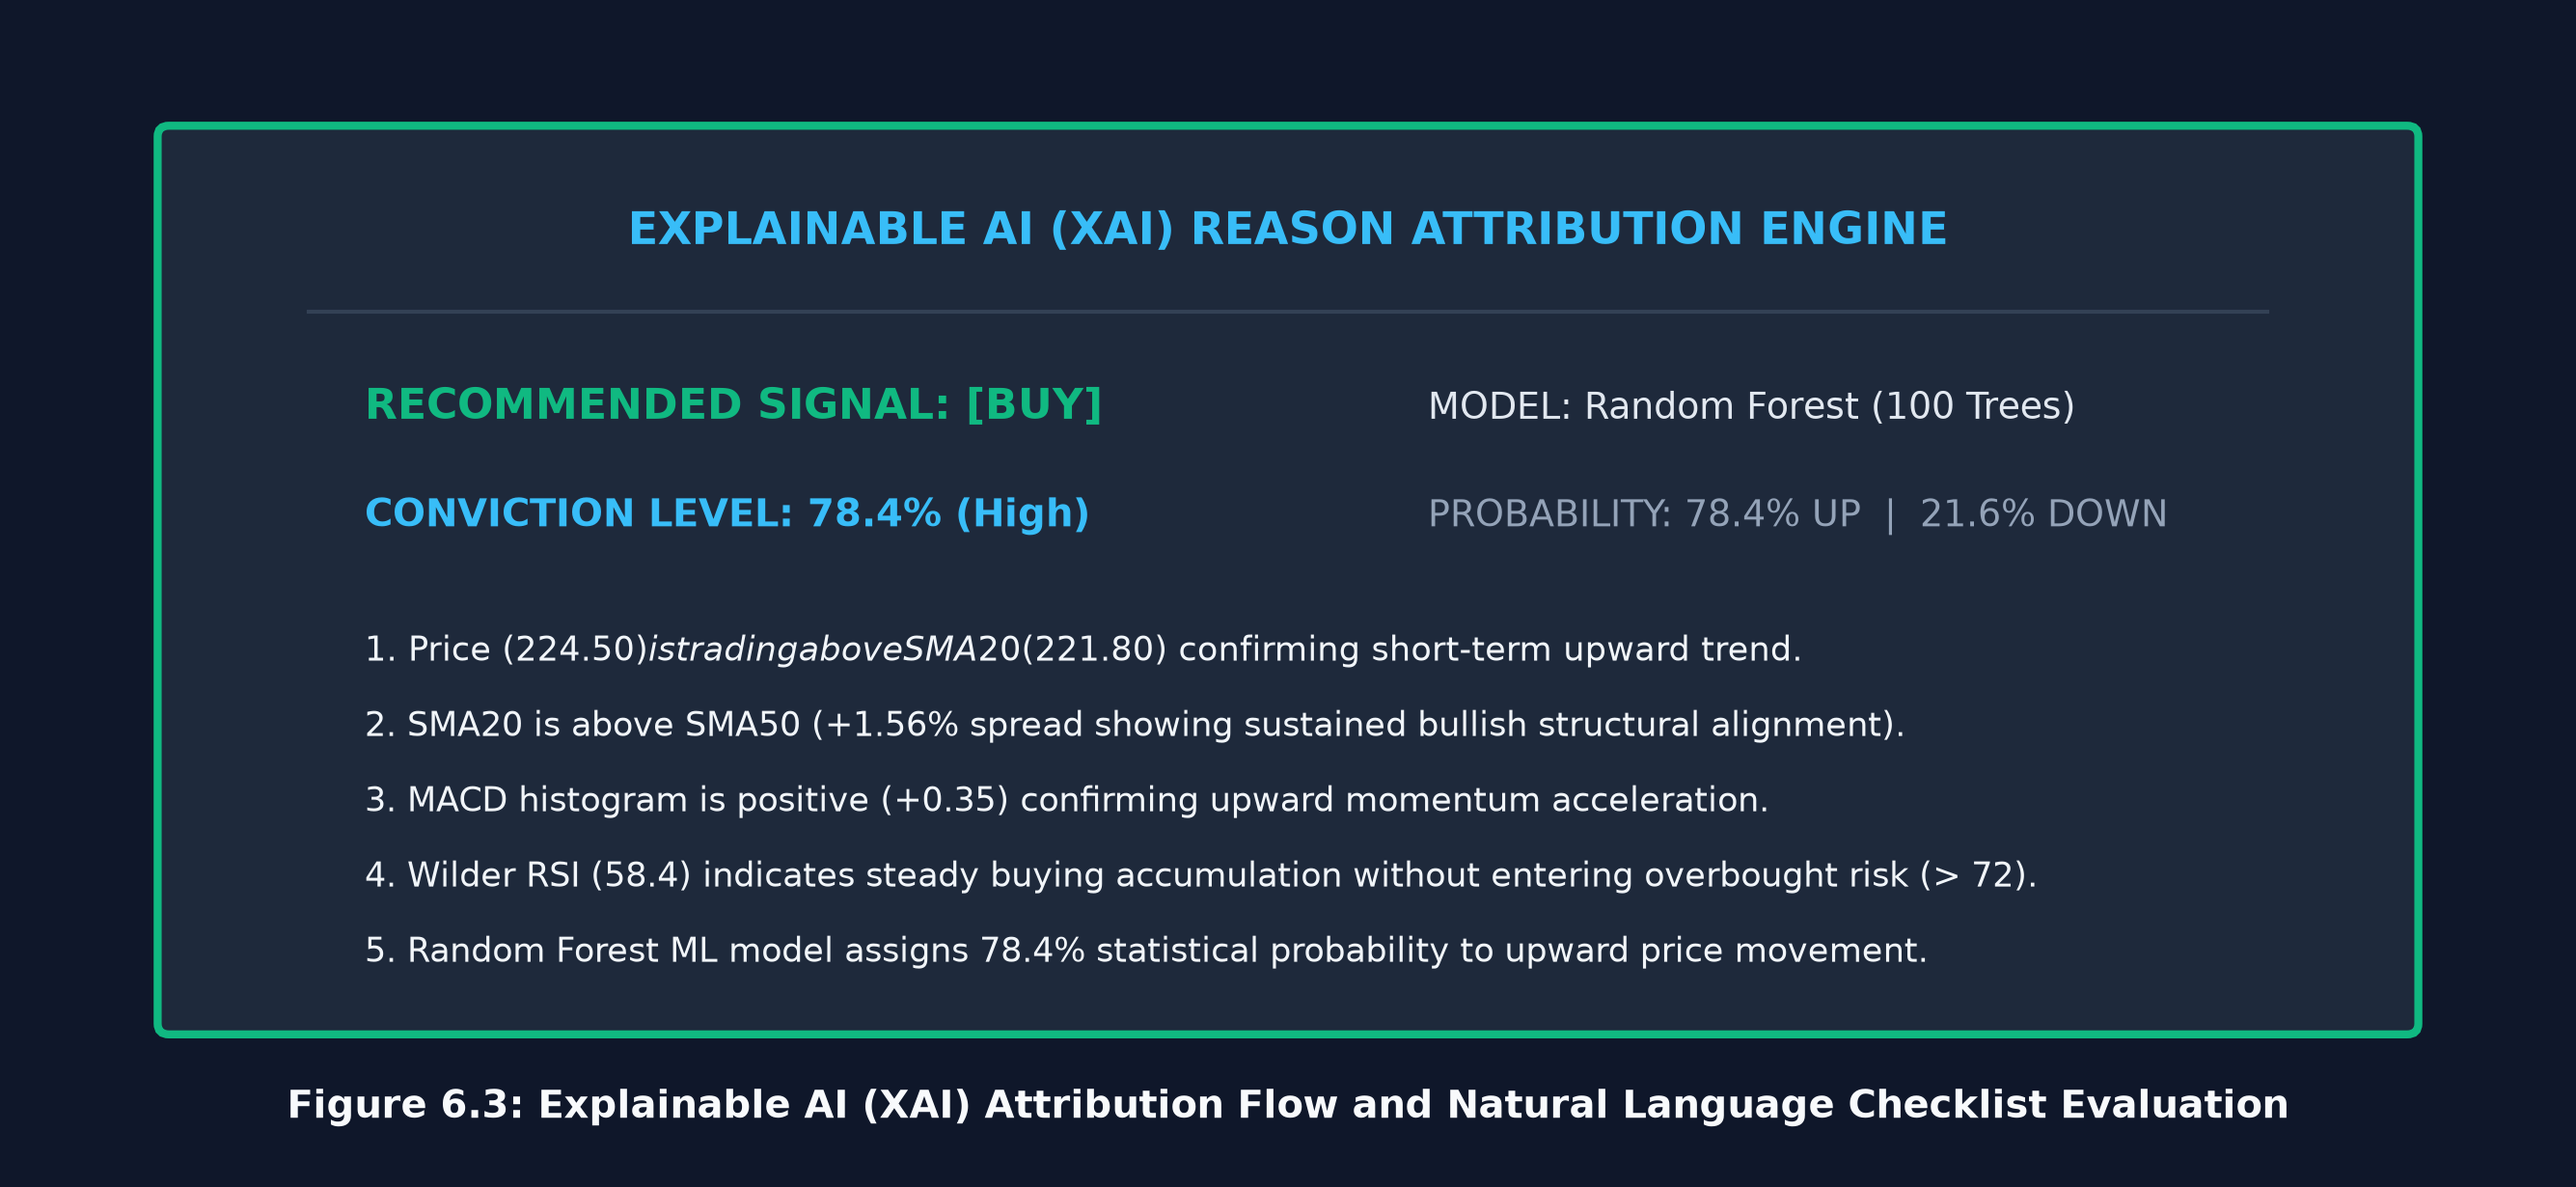 EXPLAINABLE AI (XAI) REASON ATTRIBUTION ENGINE
RECOMMENDED SIGNAL: [BUY]
MODEL: Random Forest (100 Trees)
CONVICTION LEVEL: 78.4% (High)
PROBABILITY: 78.4% UP | 21.6% DOWN
1. Price (224.50)istradingaboveSMA20(221.80) confirming short-term upward trend.
2. SMA20 is above SMA50 (+1.56% spread showing sustained bullish structural alignment).
3. MACD histogram is positive (+0.35) confirming upward momentum acceleration.
4. Wilder RSI (58.4) indicates steady buying accumulation without entering overbought risk (> 72).
5. Random Forest ML model assigns 78.4% statistical probability to upward price movement.
Figure 6.3: Explainable AI (XAI) Attribution Flow and Natural Language Checklist Evaluation